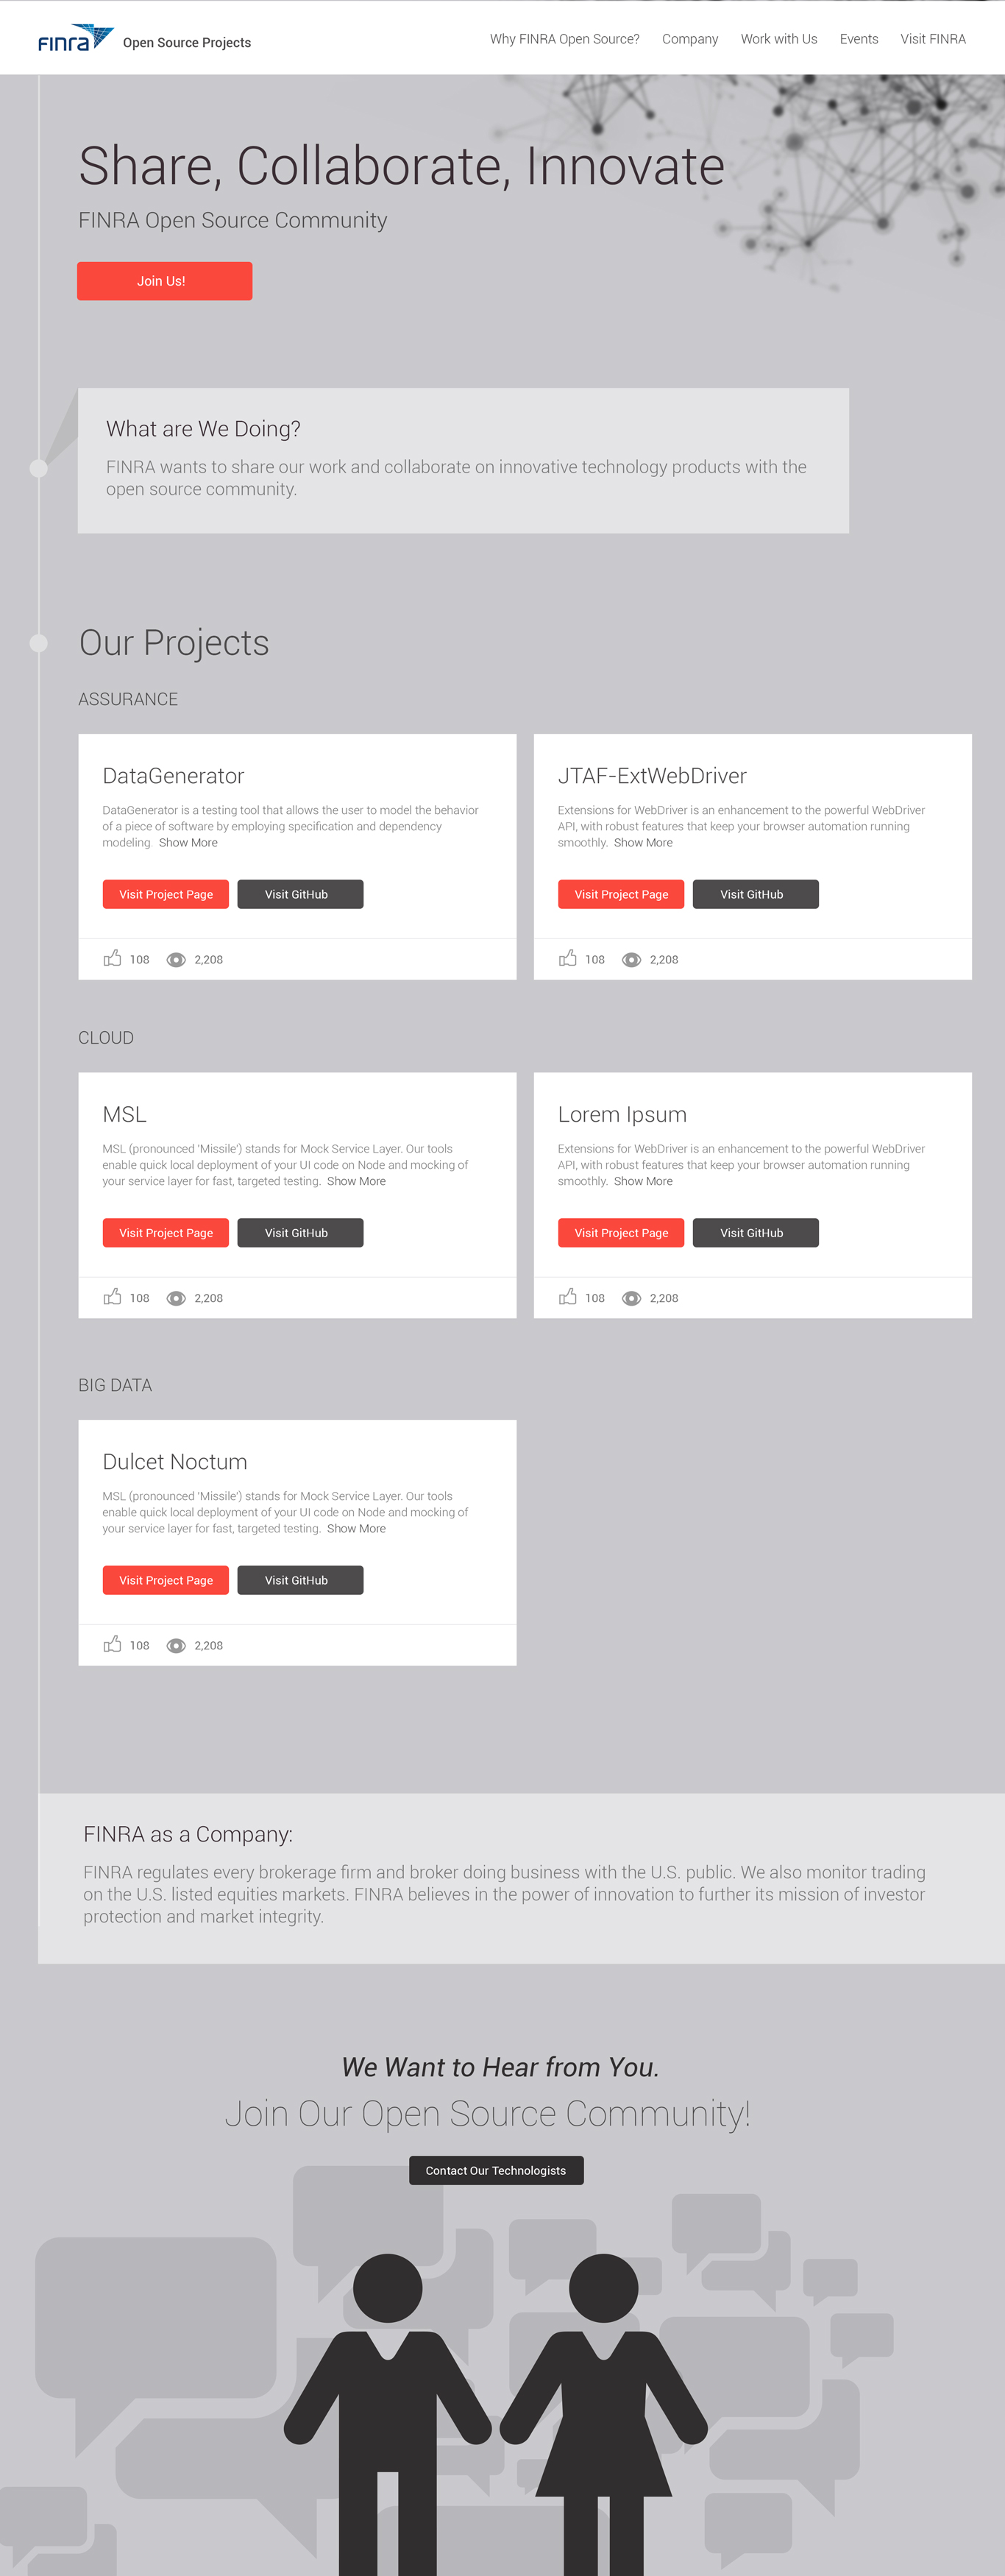 FINRA Open Source Projects
Why FINRA Open Source? Company Work with Us Events Visit FINRA
Share, Collaborate, Innovate
FINRA Open Source Community
Join Us!
What are We Doing?
FINRA wants to share our work and collaborate on innovative technology products with the
open source community.
Our Projects
ASSURANCE
DataGenerator
DataGenerator is a testing tool that allows the user to model the behavior
of a piece of software by employing specification and dependency
modeling. Show More
Visit Project Page Visit GitHub
108 2,208
JTAF-ExtWebDriver
Extensions for WebDriver is an enhancement to the powerful WebDriver
API, with robust features that keep your browser automation running
smoothly. Show More
Visit Project Page Visit GitHub
108 2,208
CLOUD
MSL
MSL (pronounced ‘Missile’) stands for Mock Service Layer. Our tools
enable quick local deployment of your UI code on Node and mocking of
your service layer for fast, targeted testing. Show More
Visit Project Page Visit GitHub
108 2,208
Lorem Ipsum
Extensions for WebDriver is an enhancement to the powerful WebDriver
API, with robust features that keep your browser automation running
smoothly. Show More
Visit Project Page Visit GitHub
108 2,208
BIG DATA
Dulcet Noctum
MSL (pronounced ‘Missile’) stands for Mock Service Layer. Our tools
enable quick local deployment of your UI code on Node and mocking of
your service layer for fast, targeted testing. Show More
Visit Project Page Visit GitHub
108 2,208
FINRA as a Company:
FINRA regulates every brokerage firm and broker doing business with the U.S. public. We also monitor trading
on the U.S. listed equities markets. FINRA believes in the power of innovation to further its mission of investor
protection and market integrity.
We Want to Hear from You.
Join Our Open Source Community!
Contact Our Technologists